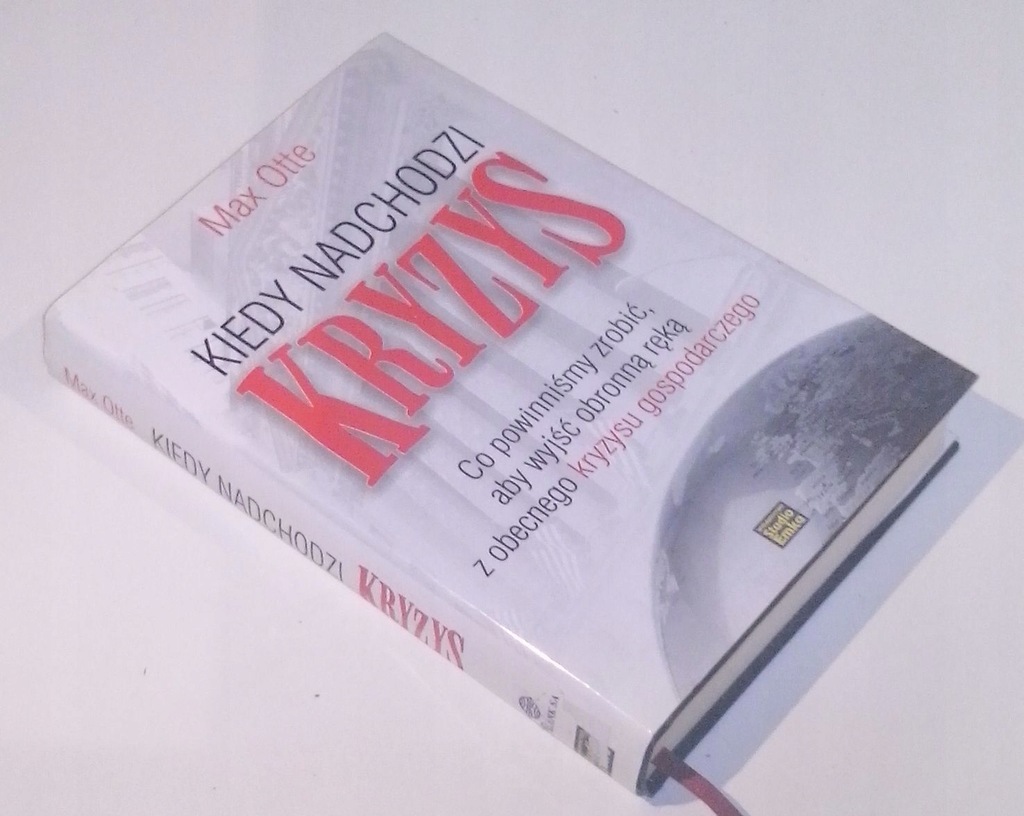 Max Otte
KIEDY NADCHODZI
KRYZYS
Co powinniśmy zrobić,
aby wyjść obronną ręką
z obecnego kryzysu gospodarczego
Studio
Emka
Max Otte KIEDY NADCHODZI KRYZYS